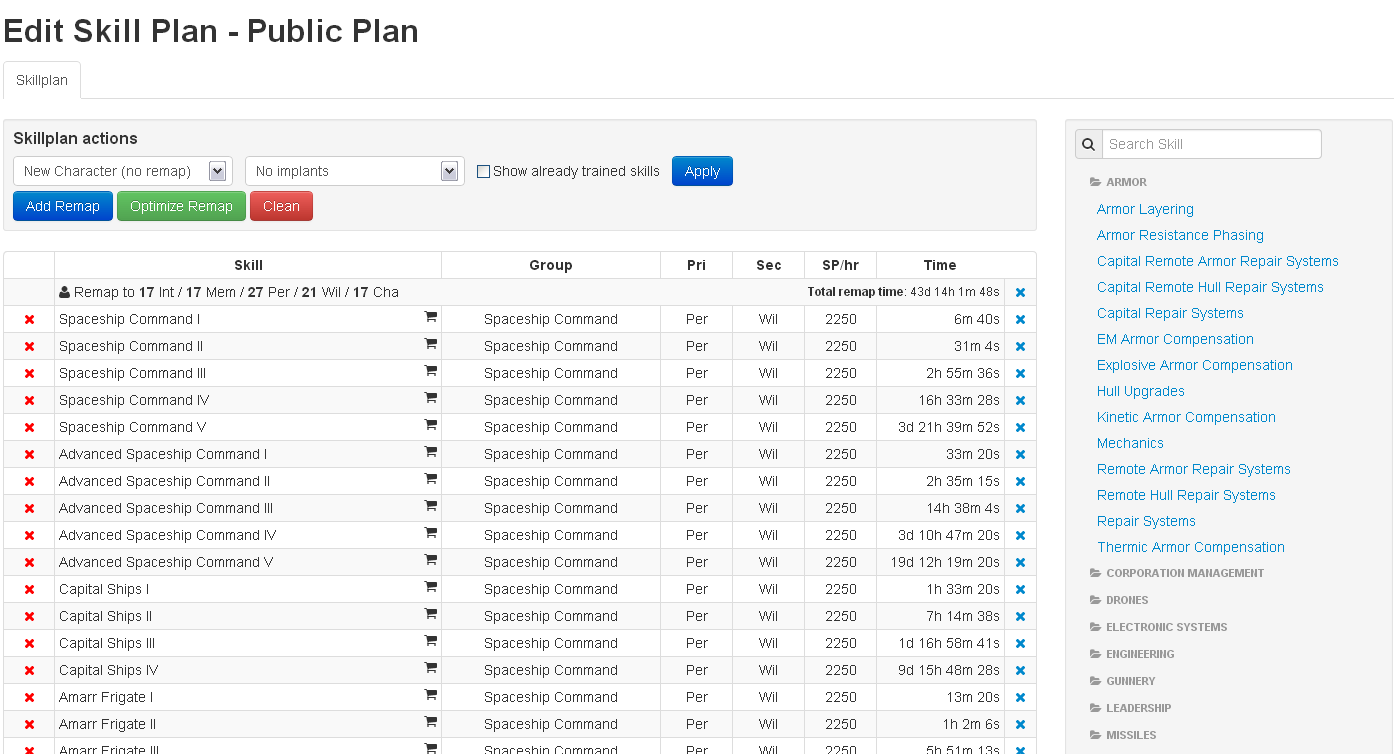 Edit Skill Plan - Public Plan
Skillplan
Skillplan actions
New Character (no remap) No implants Show already trained skills Apply
Add Remap Optimize Remap Clean
Skill Group Pri Sec SP/hr Time
Remap to 17 Int / 17 Mem / 27 Per / 21 Wil / 17 Cha Total remap time: 43d 14h 1m 48s
Spaceship Command I Spaceship Command Per Wil 2250 6m 40s
Spaceship Command II Spaceship Command Per Wil 2250 31m 4s
Spaceship Command III Spaceship Command Per Wil 2250 2h 55m 36s
Spaceship Command IV Spaceship Command Per Wil 2250 16h 33m 28s
Spaceship Command V Spaceship Command Per Wil 2250 3d 21h 39m 52s
Advanced Spaceship Command I Spaceship Command Per Wil 2250 33m 20s
Advanced Spaceship Command II Spaceship Command Per Wil 2250 2h 35m 15s
Advanced Spaceship Command III Spaceship Command Per Wil 2250 14h 38m 4s
Advanced Spaceship Command IV Spaceship Command Per Wil 2250 3d 10h 47m 20s
Advanced Spaceship Command V Spaceship Command Per Wil 2250 19d 12h 19m 20s
Capital Ships I Spaceship Command Per Wil 2250 1h 33m 20s
Capital Ships II Spaceship Command Per Wil 2250 7h 14m 38s
Capital Ships III Spaceship Command Per Wil 2250 1d 16h 58m 41s
Capital Ships IV Spaceship Command Per Wil 2250 9d 15h 48m 28s
Amarr Frigate I Spaceship Command Per Wil 2250 13m 20s
Amarr Frigate II Spaceship Command Per Wil 2250 1h 2m 6s
Amarr Frigate III Spaceship Command Per Wil 2250 5h 51m 13s
Search Skill
ARMOR
Armor Layering
Armor Resistance Phasing
Capital Remote Armor Repair Systems
Capital Remote Hull Repair Systems
Capital Repair Systems
EM Armor Compensation
Explosive Armor Compensation
Hull Upgrades
Kinetic Armor Compensation
Mechanics
Remote Armor Repair Systems
Remote Hull Repair Systems
Repair Systems
Thermic Armor Compensation
CORPORATION MANAGEMENT
DRONES
ELECTRONIC SYSTEMS
ENGINEERING
GUNNERY
LEADERSHIP
MISSILES